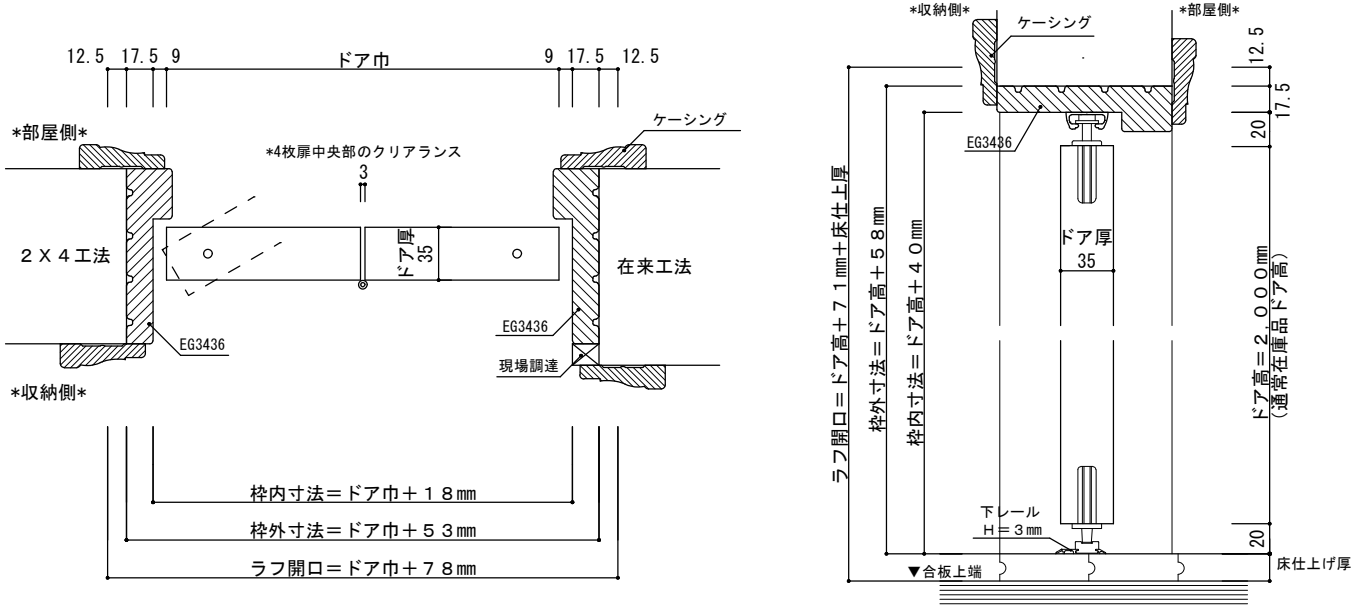 12.5 17.5 9 ドア巾 9 17.5 12.5
*部屋側*
ケーシング
*4枚扉中央部のクリアランス
3
2X4工法
ドア厚
35
在来工法
EG3436
EG3436
現場調達
*収納側*
枠内寸法=ドア巾+18㎜
枠外寸法=ドア巾+53㎜
ラフ開口=ドア巾+78㎜
*収納側*
*部屋側*
ケーシング
12.5
17.5
20
EG3436
ラフ開口=ドア高+71㎜+床仕上厚
枠外寸法=ドア高+58㎜
枠内寸法=ドア高+40㎜
ドア厚
35
ドア高=2,000㎜
(通常在庫品ドア高)
下レール
H=3㎜
20
▼合板上端
床仕上げ厚